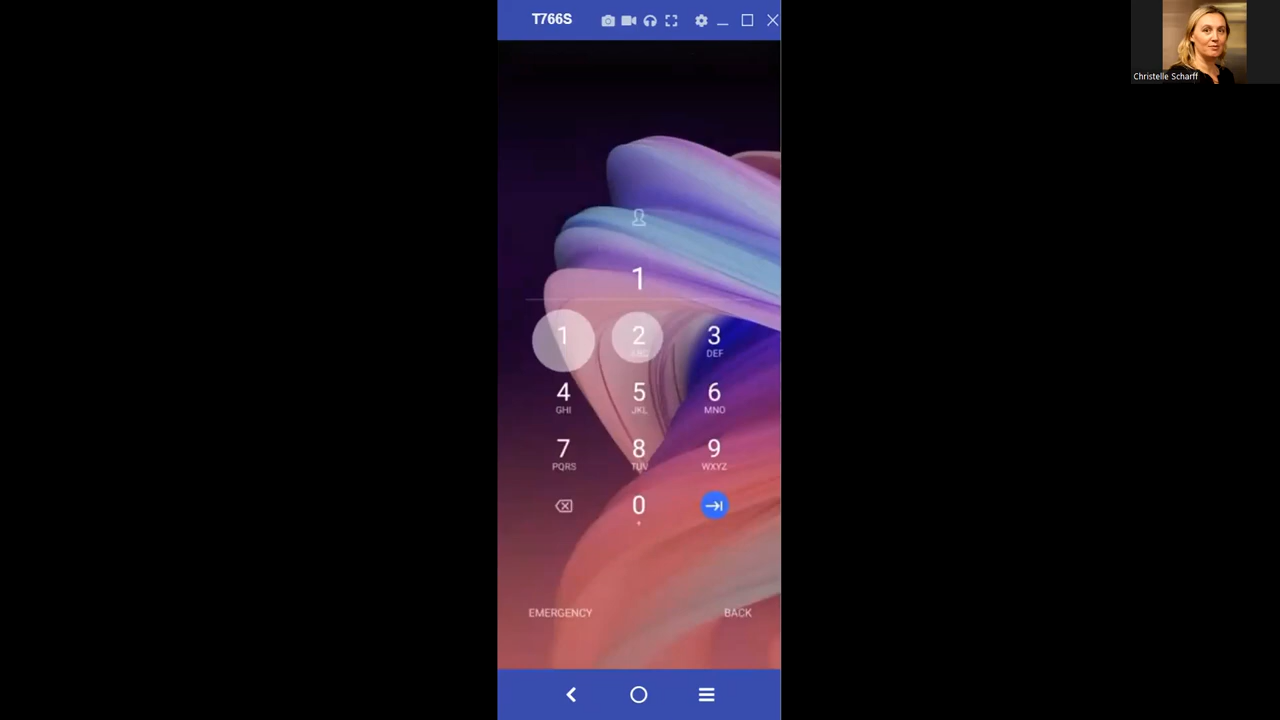 T766S
Christelle Scharff
1
1
2
3
DEF
4
5
6
GHI
JKL
MNO
7
8
9
PQRS
TUV
WXYZ
0
+
EMERGENCY
BACK